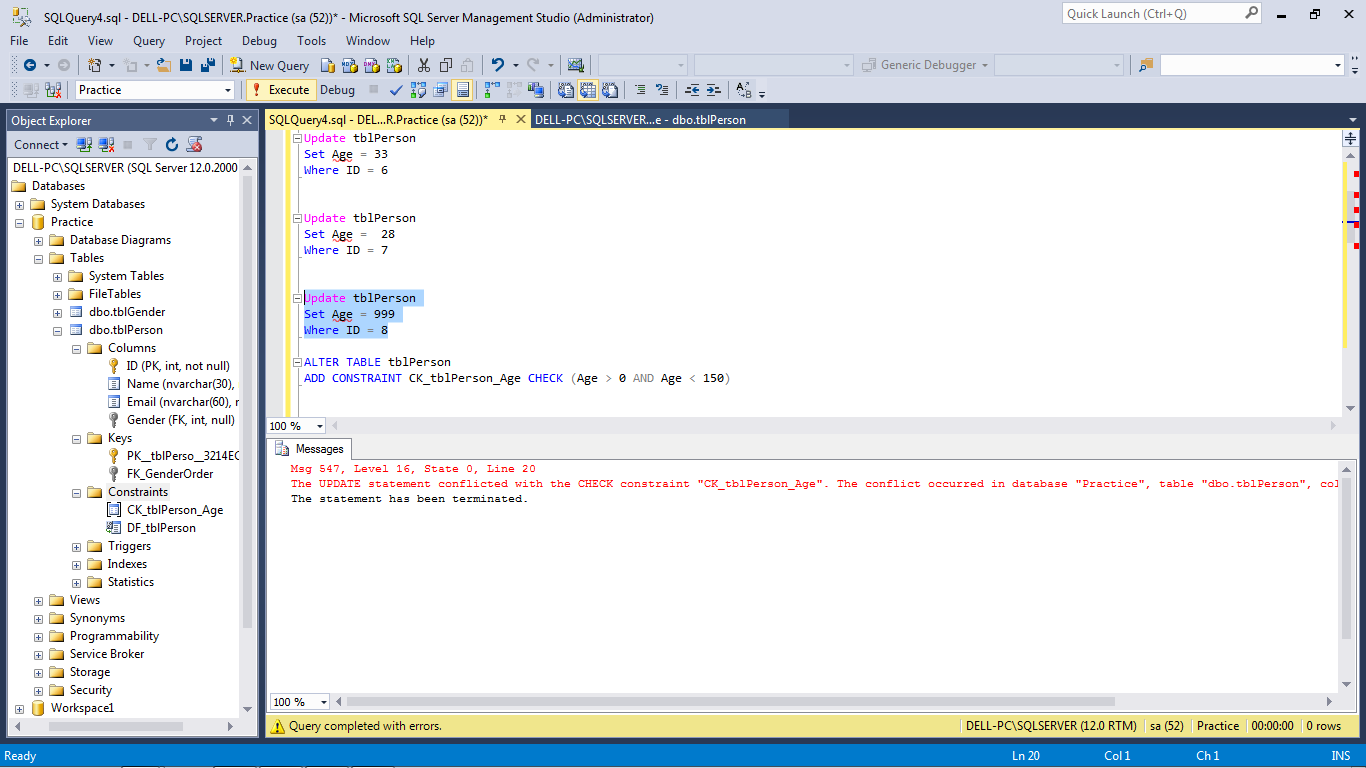 SQLQuery4.sql - DELL-PC\SQLSERVER.Practice (sa (52))* - Microsoft SQL Server Management Studio (Administrator)
Quick Launch (Ctrl+Q)
File Edit View Query Project Debug Tools Window Help
New Query
Generic Debugger
Practice
Execute Debug
Object Explorer
Connect
DELL-PC\SQLSERVER (SQL Server 12.0.2000
Databases
System Databases
Practice
Database Diagrams
Tables
System Tables
FileTables
dbo.tblGender
dbo.tblPerson
Columns
ID (PK, int, not null)
Name (nvarchar(30),
Email (nvarchar(60), r
Gender (FK, int, null)
Keys
PK__tblPerso__3214EC
FK_GenderOrder
Constraints
CK_tblPerson_Age
DF_tblPerson
Triggers
Indexes
Statistics
Views
Synonyms
Programmability
Service Broker
Storage
Security
Workspace1
SQLQuery4.sql - DEL...R.Practice (sa (52))*
DELL-PC\SQLSERVER...e - dbo.tblPerson
Update tblPerson
Set Age = 33
Where ID = 6
Update tblPerson
Set Age =  28
Where ID = 7
Update tblPerson
Set Age = 999
Where ID = 8
ALTER TABLE tblPerson
ADD CONSTRAINT CK_tblPerson_Age CHECK (Age > 0 AND Age < 150)
100 %
Messages
Msg 547, Level 16, State 0, Line 20
The UPDATE statement conflicted with the CHECK constraint "CK_tblPerson_Age". The conflict occurred in database "Practice", table "dbo.tblPerson", col
The statement has been terminated.
100 %
Query completed with errors.
DELL-PC\SQLSERVER (12.0 RTM) sa (52) Practice 00:00:00 0 rows
Ready
Ln 20 Col 1 Ch 1 INS